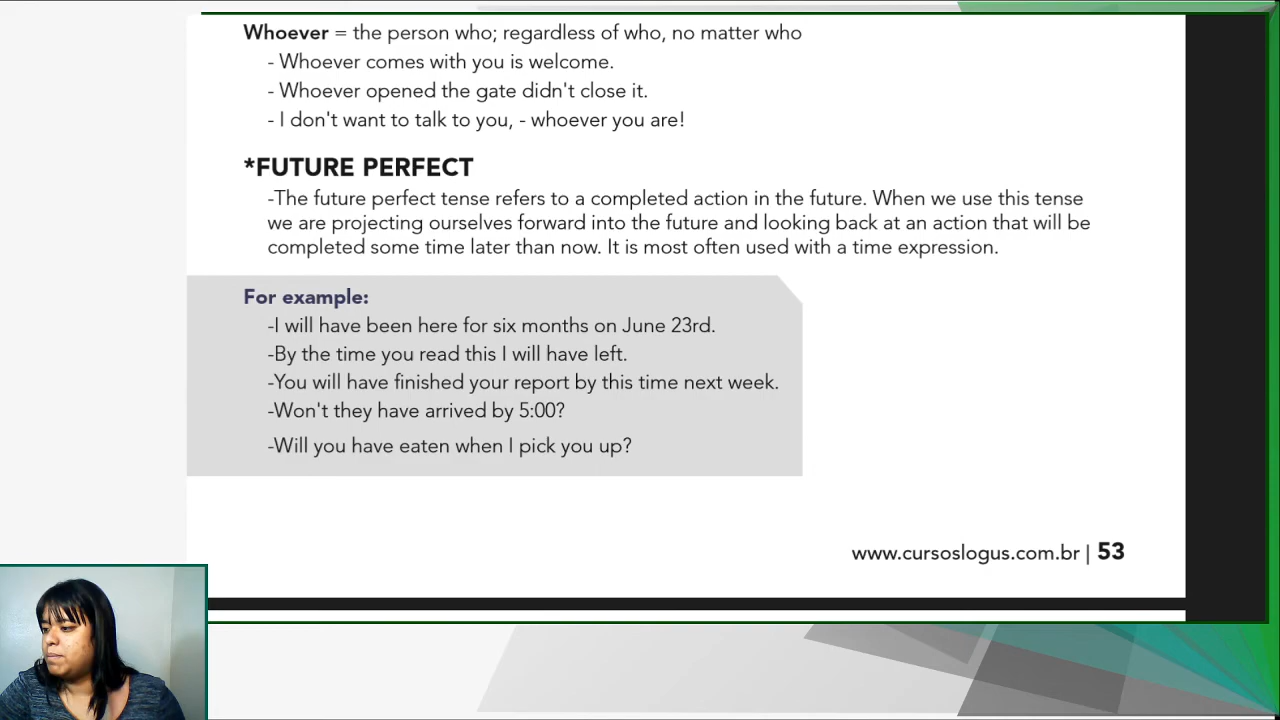 Whoever = the person who; regardless of who, no matter who
- Whoever comes with you is welcome.
- Whoever opened the gate didn't close it.
- I don't want to talk to you, - whoever you are!
*FUTURE PERFECT
-The future perfect tense refers to a completed action in the future. When we use this tense
we are projecting ourselves forward into the future and looking back at an action that will be
completed some time later than now. It is most often used with a time expression.
For example:
-I will have been here for six months on June 23rd.
-By the time you read this I will have left.
-You will have finished your report by this time next week.
-Won't they have arrived by 5:00?
-Will you have eaten when I pick you up?
www.cursoslogus.com.br | 53